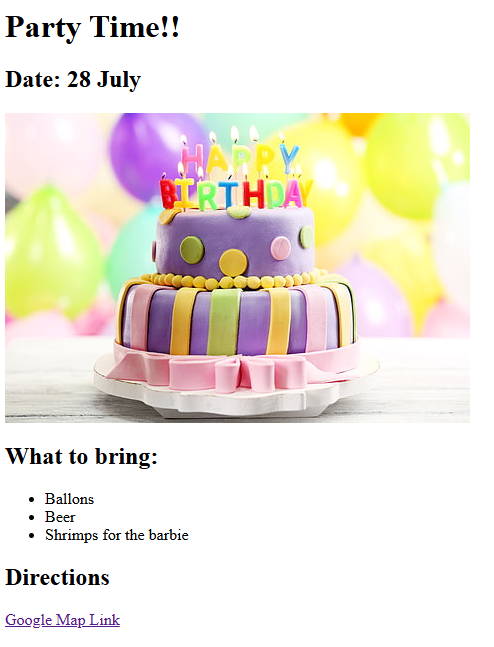 Party Time!!
Date: 28 July
HAPPY
BIRTHDAY
What to bring:
Ballons
Beer
Shrimps for the barbie
Directions
Google Map Link